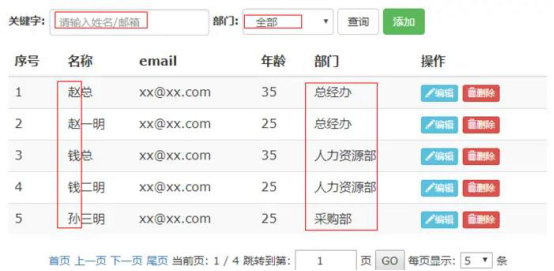 关键字: 请输入姓名/邮箱 部门: 全部 查询 添加
序号 名称 email 年龄 部门 操作
1 赵总 xx@xx.com 35 总经办 编辑 删除
2 赵一明 xx@xx.com 25 总经办 编辑 删除
3 钱总 xx@xx.com 35 人力资源部 编辑 删除
4 钱二明 xx@xx.com 25 人力资源部 编辑 删除
5 孙三明 xx@xx.com 25 采购部 编辑 删除
首页 上一页 下一页 尾页 当前页: 1 / 4 跳转到第: 1 页 GO 每页显示: 5 条